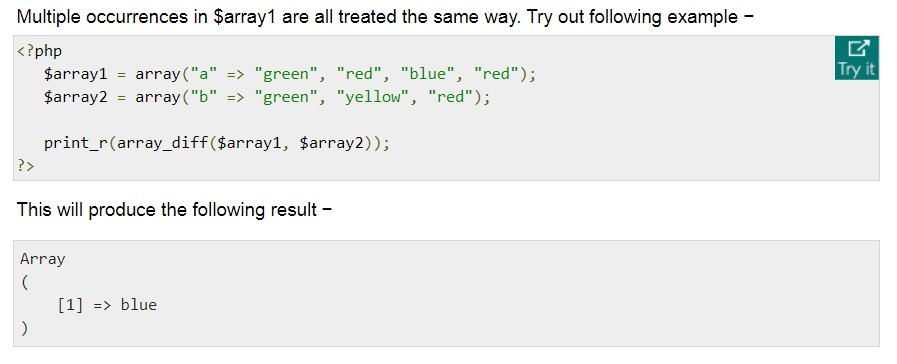 Multiple occurrences in $array1 are all treated the same way. Try out following example −
<?php
Try it
$array1 = array("a" => "green", "red", "blue", "red");
$array2 = array("b" => "green", "yellow", "red");
print_r(array_diff($array1, $array2));
?>
This will produce the following result −
Array
(
[1] => blue
)